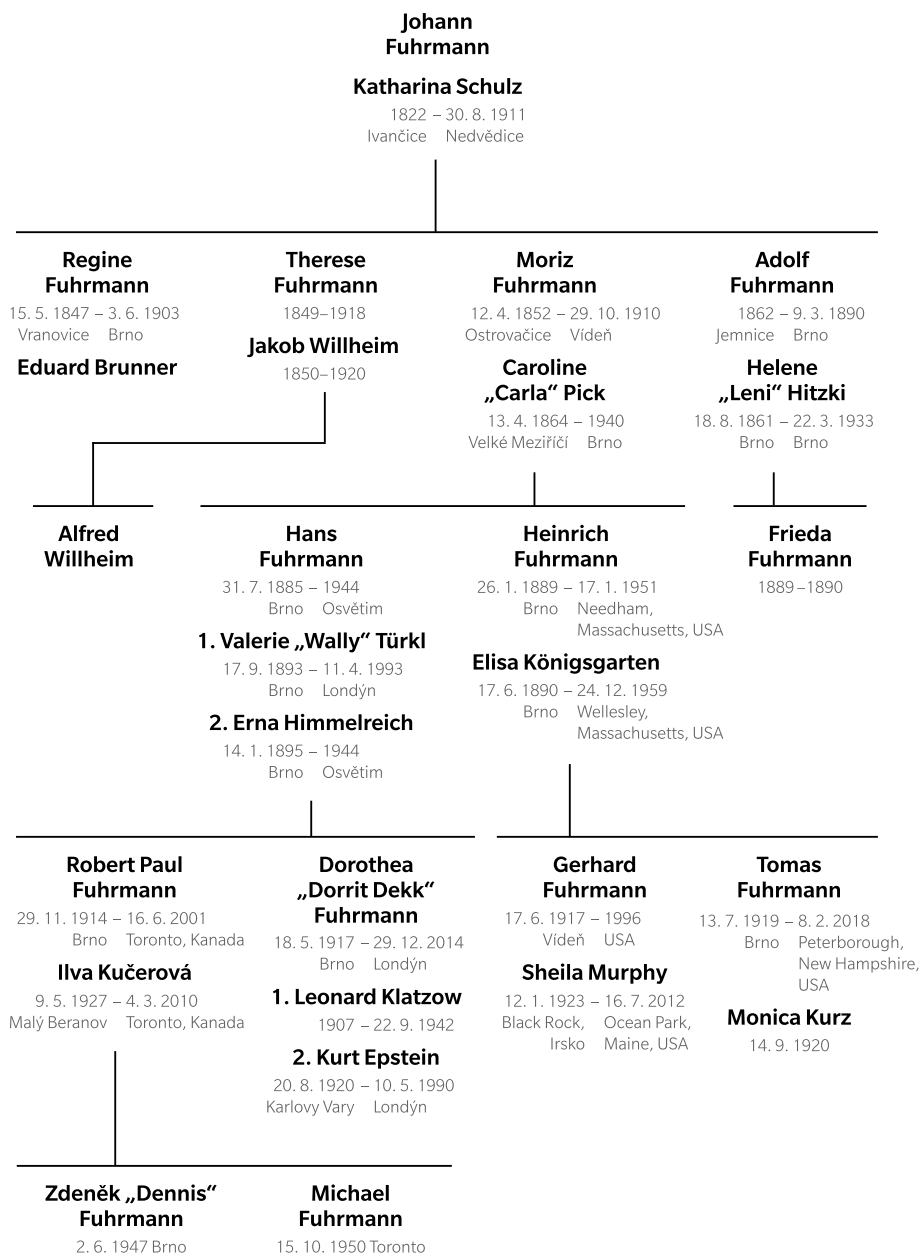 Johann
Fuhrmann
Katharina Schulz
1822 – 30. 8. 1911
Ivančice Nedvědice
Regine
Fuhrmann
15. 5. 1847 – 3. 6. 1903
Vranovice Brno
Eduard Brunner
Therese
Fuhrmann
1849–1918
Jakob Willheim
1850–1920
Moriz
Fuhrmann
12. 4. 1852 – 29. 10. 1910
Ostrovačice Vídeň
Caroline
„Carla“ Pick
13. 4. 1864 – 1940
Velké Meziříčí Brno
Adolf
Fuhrmann
1862 – 9. 3. 1890
Jemnice Brno
Helene
„Leni“ Hitzki
18. 8. 1861 – 22. 3. 1933
Brno Brno
Alfred
Willheim
Hans
Fuhrmann
31. 7. 1885 – 1944
Brno Osvětim
1. Valerie „Wally“ Türkl
17. 9. 1893 – 11. 4. 1993
Brno Londýn
2. Erna Himmelreich
14. 1. 1895 – 1944
Brno Osvětim
Heinrich
Fuhrmann
26. 1. 1889 – 17. 1. 1951
Brno Needham,
Massachusetts, USA
Elisa Königsgarten
17. 6. 1890 – 24. 12. 1959
Brno Wellesley,
Massachusetts, USA
Frieda
Fuhrmann
1889–1890
Robert Paul
Fuhrmann
29. 11. 1914 – 16. 6. 2001
Brno Toronto, Kanada
Ilva Kučerová
9. 5. 1927 – 4. 3. 2010
Malý Beranov Toronto, Kanada
Dorothea
„Dorrit Dekk“
Fuhrmann
18. 5. 1917 – 29. 12. 2014
Brno Londýn
1. Leonard Klatzow
1907 – 22. 9. 1942
2. Kurt Epstein
20. 8. 1920 – 10. 5. 1990
Karlovy Vary Londýn
Gerhard
Fuhrmann
17. 6. 1917 – 1996
Vídeň USA
Sheila Murphy
12. 1. 1923 – 16. 7. 2012
Black Rock, Ocean Park,
Irsko Maine, USA
Tomas
Fuhrmann
13. 7. 1919 – 8. 2. 2018
Brno Peterborough,
New Hampshire,
USA
Monica Kurz
14. 9. 1920
Zdeněk „Dennis“
Fuhrmann
2. 6. 1947 Brno
Michael
Fuhrmann
15. 10. 1950 Toronto